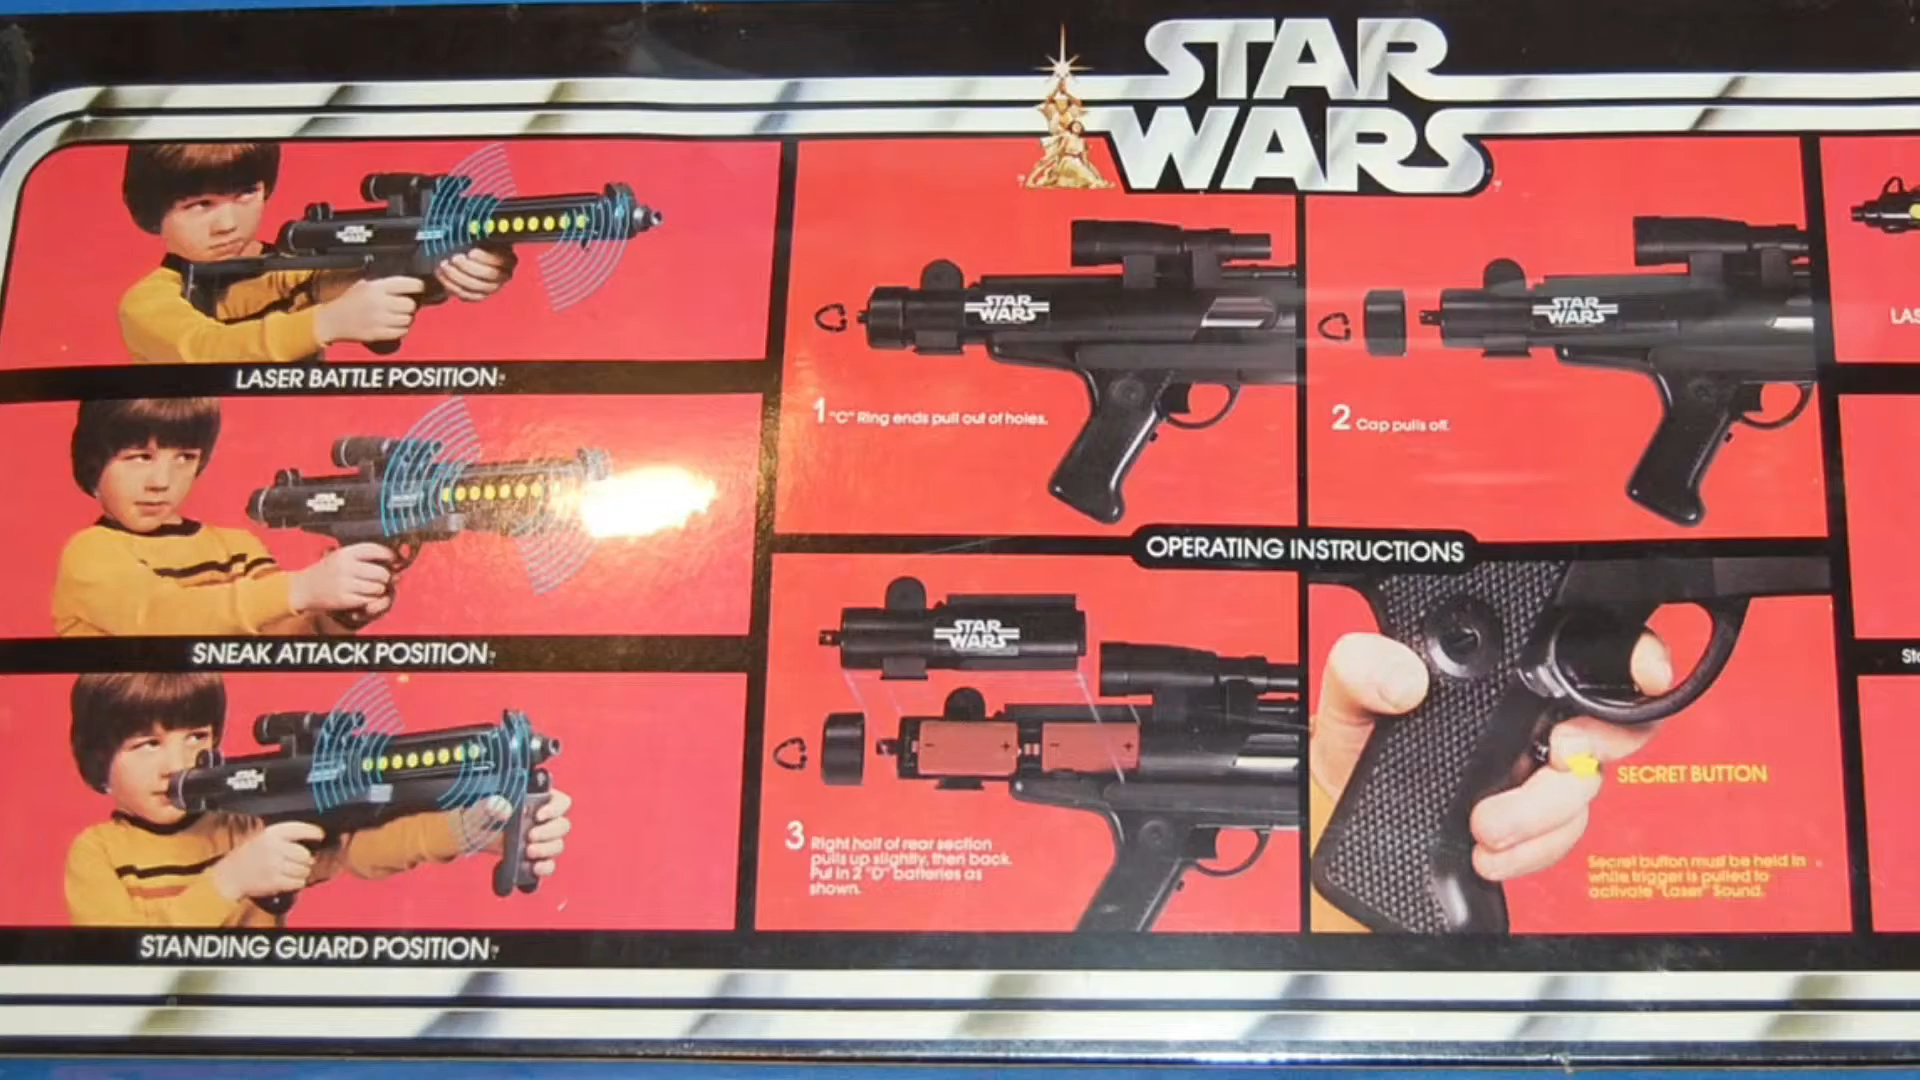 STAR
WARS
LASER BATTLE POSITION
SNEAK ATTACK POSITION
STANDING GUARD POSITION
STAR
WARS
1 "C" Ring ends pull out of holes.
STAR
WARS
2 Cap pulls off.
OPERATING INSTRUCTIONS
STAR
WARS
3 Right half of rear section
pulls up slightly, then back.
Put in 2 "D" batteries as
shown.
SECRET BUTTON
Secret button must be held in
while trigger is pulled to
activate "Laser" Sound.
LAS